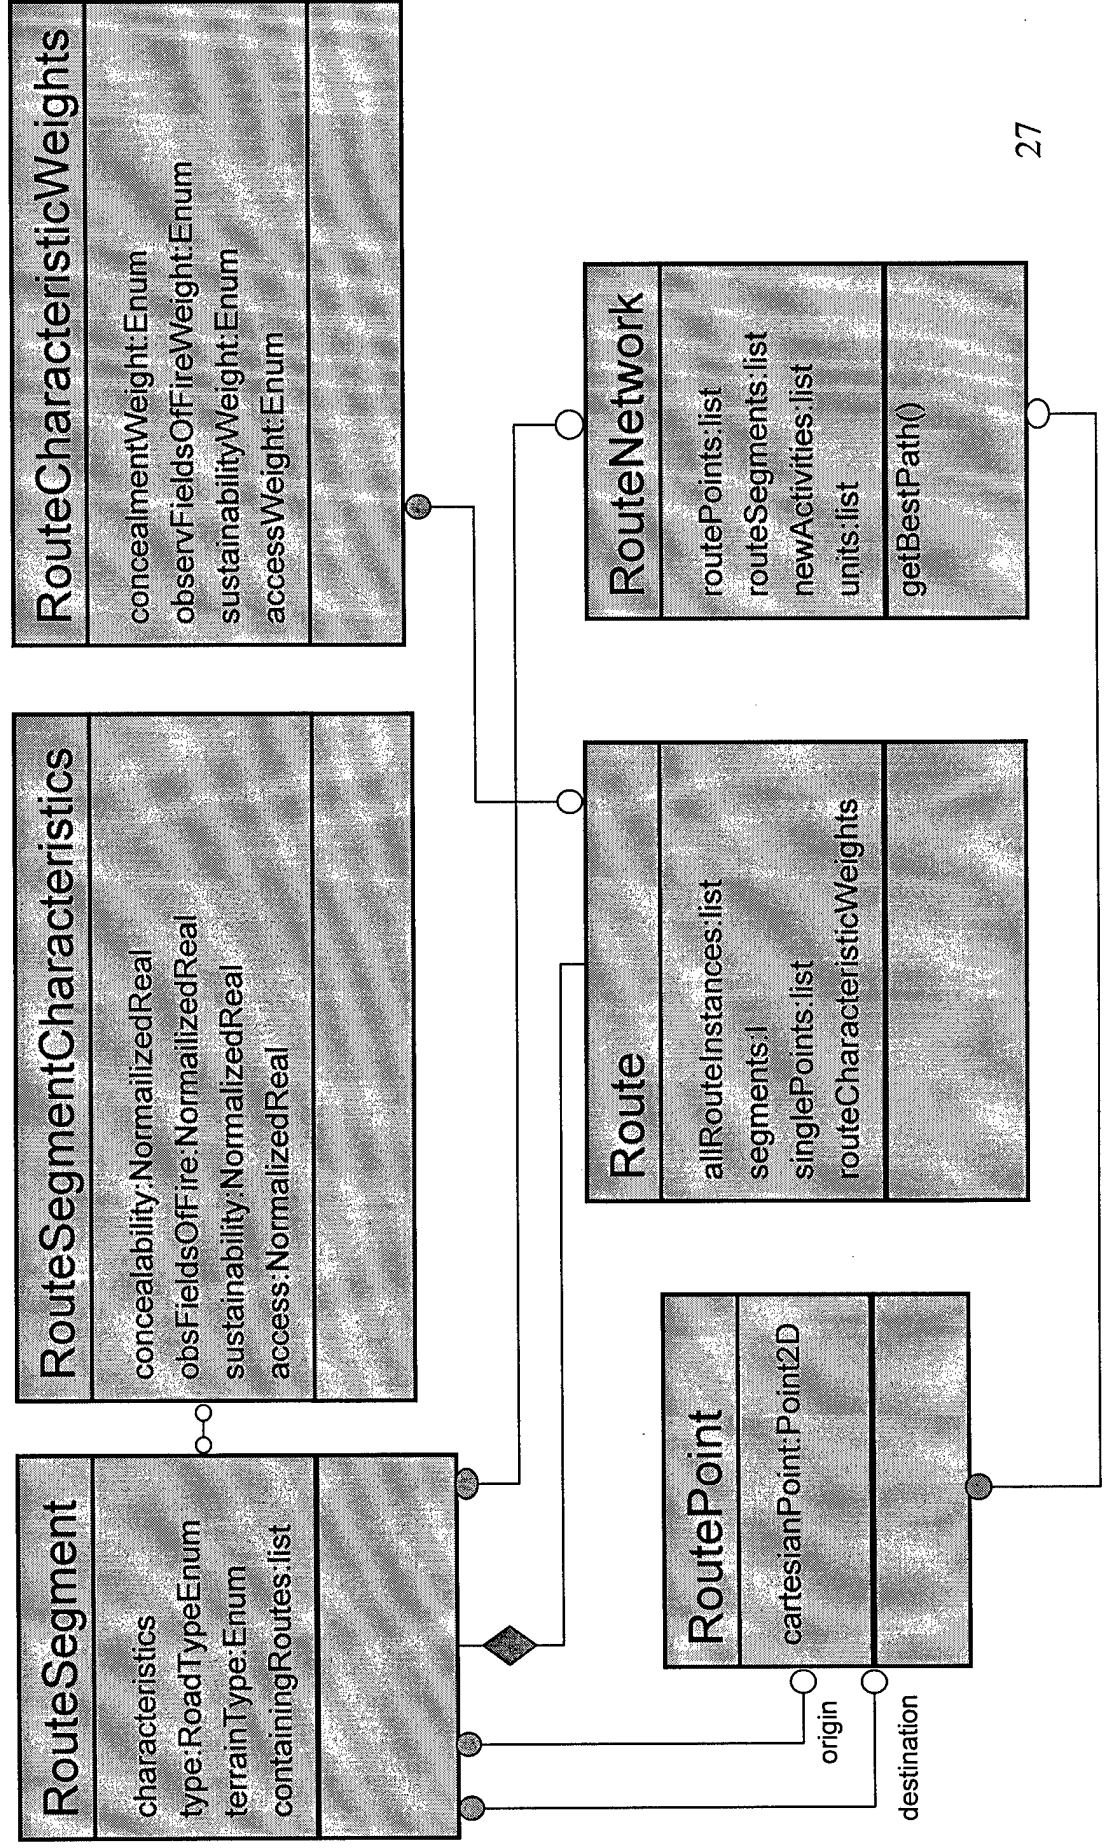 RouteSegment
characteristics
type:RoadTypeEnum
terrainType:Enum
containingRoutes:list
RouteSegmentCharacteristics
concealability:NormailizedReal
obsFieldsOfFire:NormailizedReal
sustainability:NormalizedReal
access:NormalizedReal
RouteCharacteristicWeights
concealmentWeight:Enum
observFieldsOfFireWeight:Enum
sustainabilityWeight:Enum
accessWeight:Enum
origin
destination
RoutePoint
cartesianPoint:Point2D
Route
allRouteInstances:list
segments:l
singlePoints:list
routeCharacteristicWeights
RouteNetwork
routePoints:list
routeSegments:list
newActivities:list
units:list
getBestPath()
27